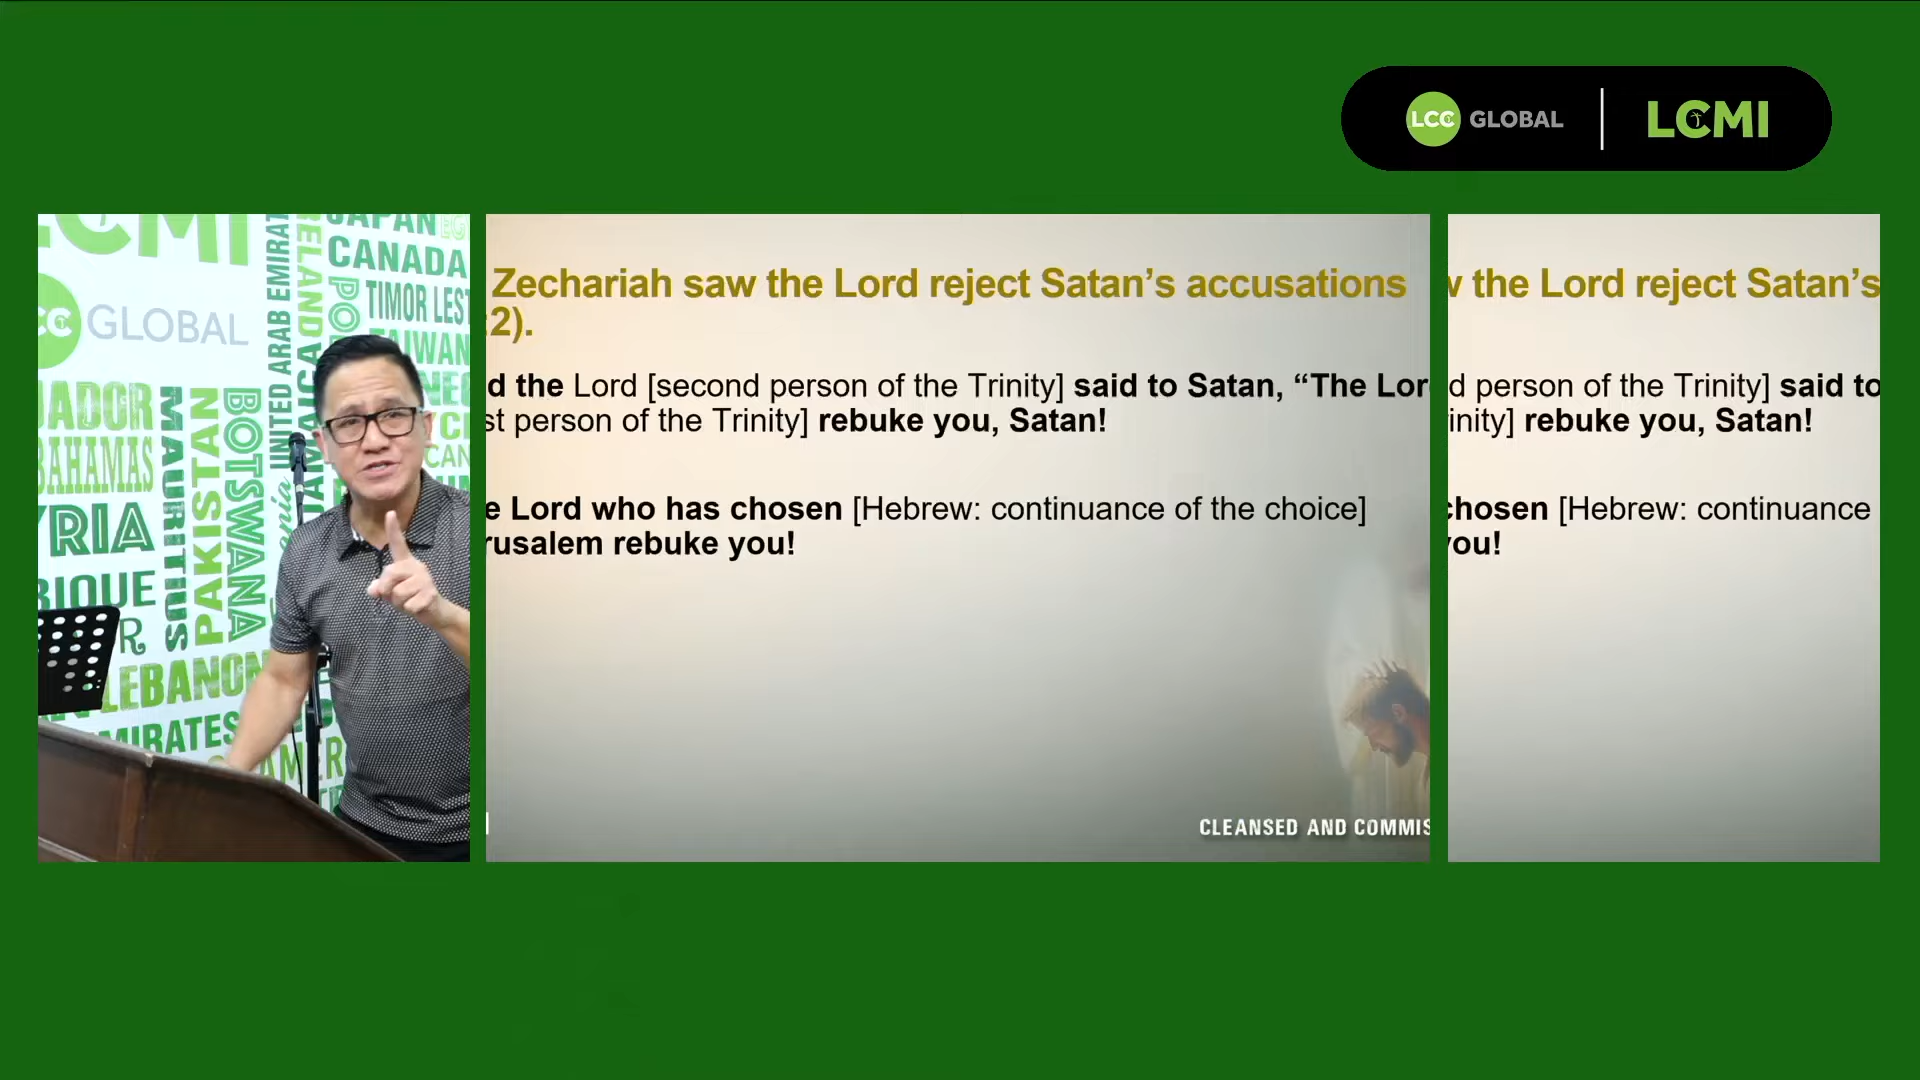 LCC GLOBAL
LCMI
LCMI
GLOBAL
UNITED ARAB
JAPAN
CANADA
TIMOR
BAHAMAS
MAURITIUS
PAKISTAN
BOTSWANA
LEBANON
Zechariah saw the Lord reject Satan’s accusations
:2).
d the Lord [second person of the Trinity] said to Satan, “The Lor
st person of the Trinity] rebuke you, Satan!
e Lord who has chosen [Hebrew: continuance of the choice]
rusalem rebuke you!
CLEANSED AND COMMIS
the Lord reject Satan’s
d person of the Trinity] said to
inity] rebuke you, Satan!
chosen [Hebrew: continuance
you!